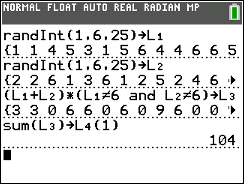 NORMAL FLOAT AUTO REAL RADIAN MP
randInt(1,6,25)→L₁
{1 1 4 5 3 1 5 6 4 4 6 6 5
randInt(1,6,25)→L₂
{2 2 6 1 3 6 1 2 5 2 4 6
(L₁+L₂)*(L₁≠6 and L₂≠6)→L₃
{3 3 0 6 6 0 6 0 9 6 0 0
sum(L₃)→L₄(1)
104